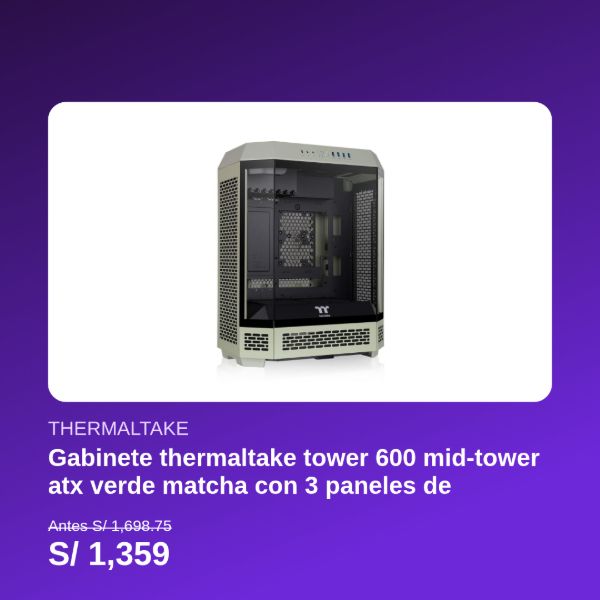 THERMALTAKE
Gabinete thermaltake tower 600 mid-tower
atx verde matcha con 3 paneles de
Antes S/ 1,698.75
S/ 1,359